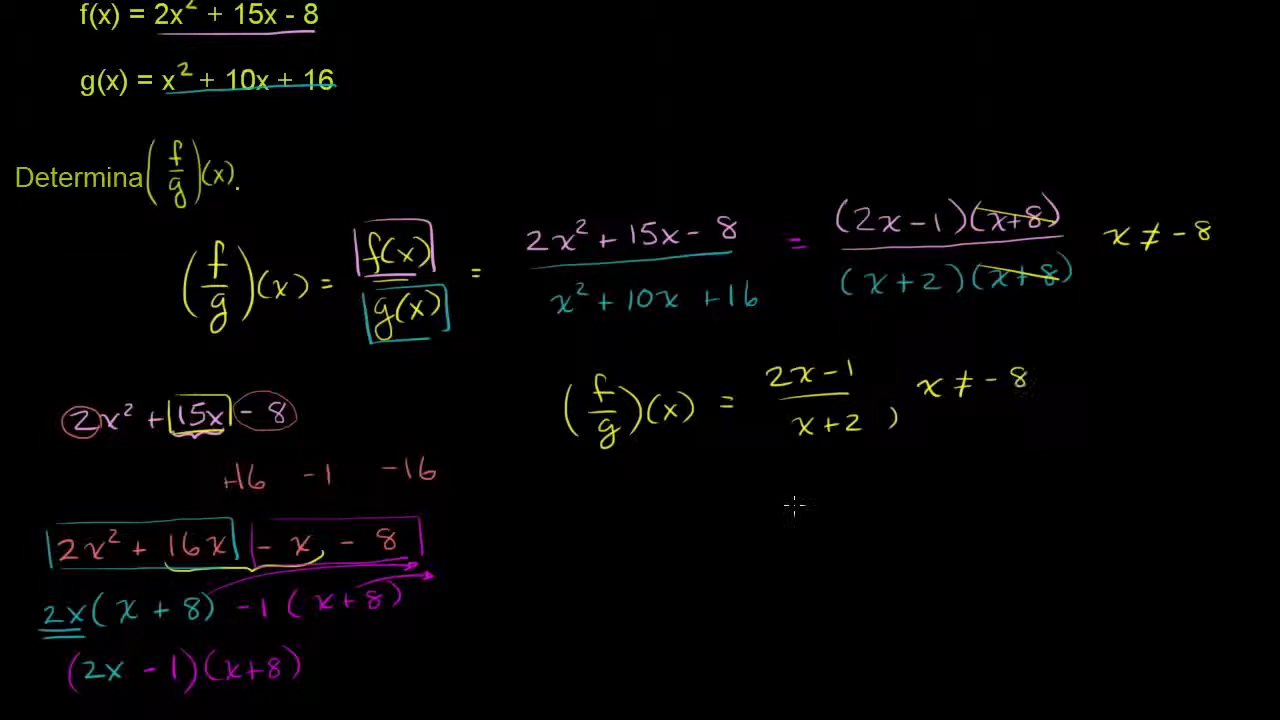 f(x) = 2x² + 15x - 8
g(x) = x² + 10x + 16
Determina (f/g)(x).
(f/g)(x) = f(x)/g(x) = (2x² + 15x - 8)/(x² + 10x + 16) = (2x - 1)(x + 8)/(x + 2)(x + 8) x ≠ - 8
(f/g)(x) = (2x - 1)/(x + 2) , x ≠ - 8
2x² + 15x - 8
+16 -1 -16
2x² + 16x - x - 8
2x(x + 8) -1(x + 8)
(2x - 1)(x + 8)